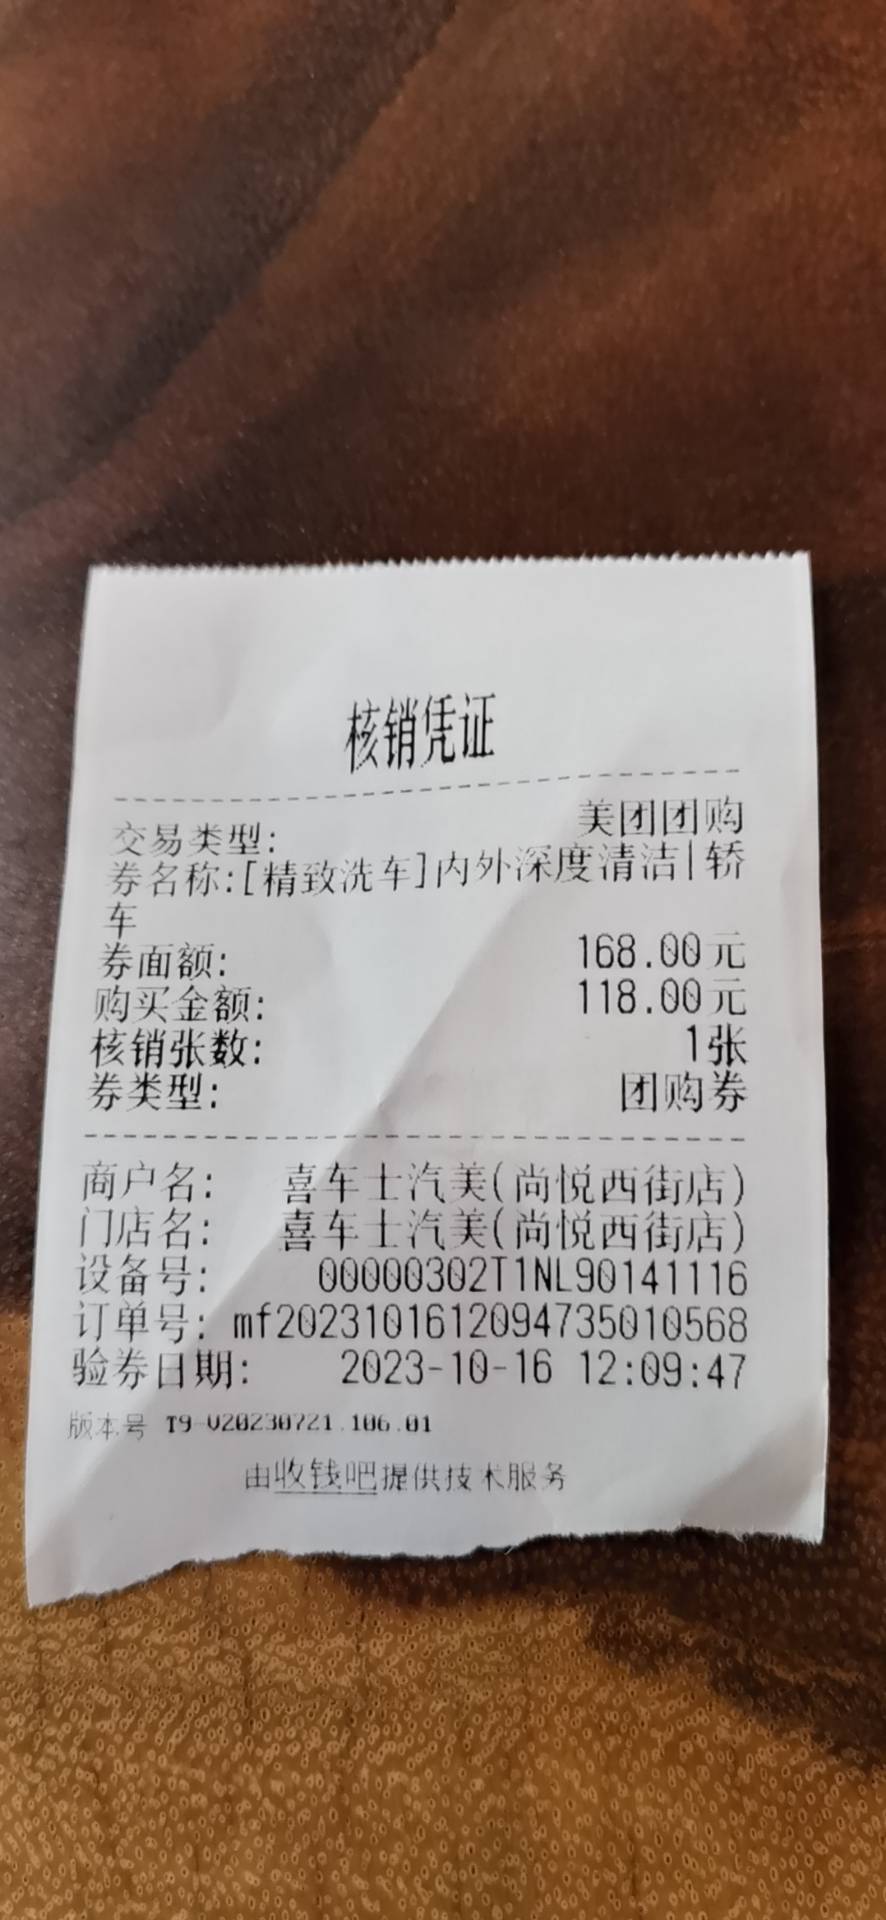 核销凭证
交易类型: 美团团购
券名称:[精致洗车]内外深度清洁|轿
车
券面额: 168.00元
购买金额: 118.00元
核销张数: 1张
券类型: 团购券
商户名: 喜车士汽美(尚悦西街店)
门店名: 喜车士汽美(尚悦西街店)
设备号: 00000302T1NL90141116
订单号: mf20231016120947350​10568
验券日期: 2023-10-16 12:09:47
版本号 T9-V20230721.106.01
由收钱吧提供技术服务